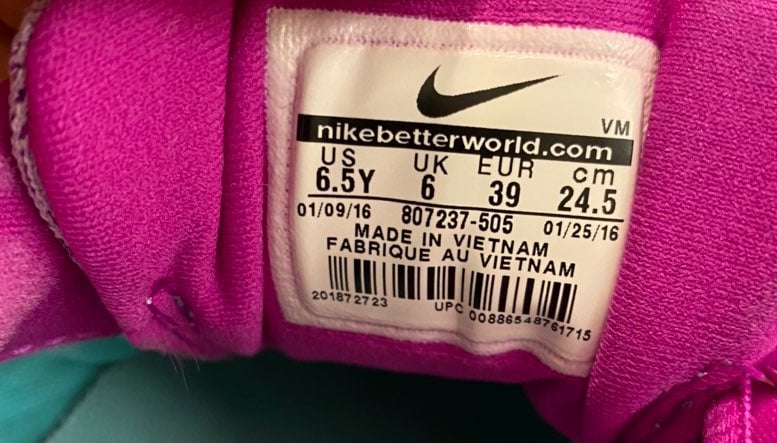 VM
nikebetterworld.com
US UK EUR cm
6.5Y 6 39 24.5
01/09/16 807237-505 01/25/16
MADE IN VIETNAM
FABRIQUE AU VIETNAM
201872723 UPC 00886548761715